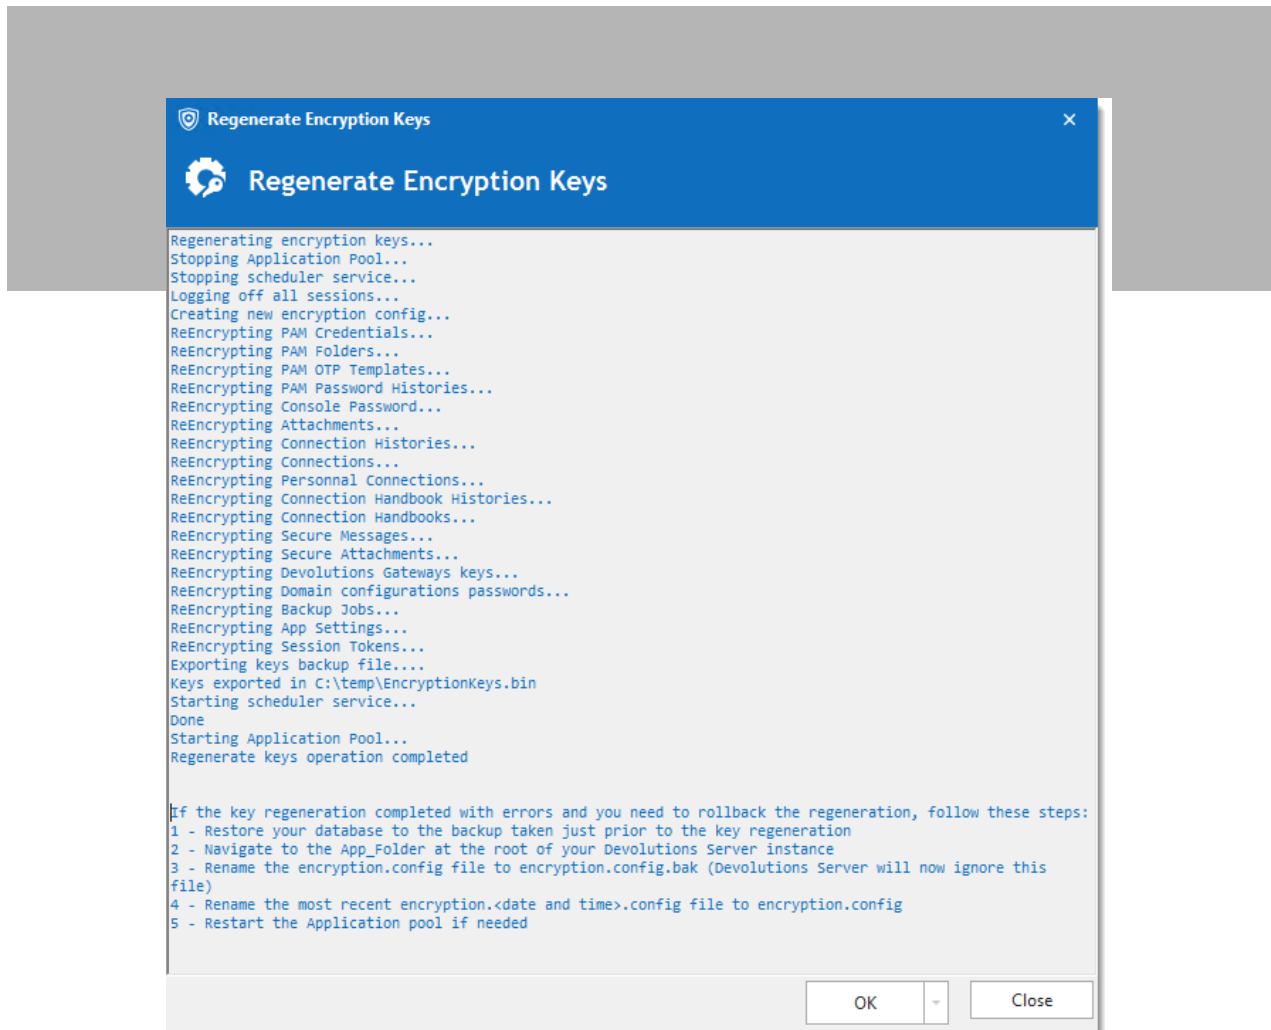 Regenerate Encryption Keys
Regenerate Encryption Keys
Regenerating encryption keys...
Stopping Application Pool...
Stopping scheduler service...
Logging off all sessions...
Creating new encryption config...
ReEncrypting PAM Credentials...
ReEncrypting PAM Folders...
ReEncrypting PAM OTP Templates...
ReEncrypting PAM Password Histories...
ReEncrypting Console Password...
ReEncrypting Attachments...
ReEncrypting Connection Histories...
ReEncrypting Connections...
ReEncrypting Personnal Connections...
ReEncrypting Connection Handbook Histories...
ReEncrypting Connection Handbooks...
ReEncrypting Secure Messages...
ReEncrypting Secure Attachments...
ReEncrypting Devolutions Gateways keys...
ReEncrypting Domain configurations passwords...
ReEncrypting Backup Jobs...
ReEncrypting App Settings...
ReEncrypting Session Tokens...
Exporting keys backup file....
Keys exported in C:\temp\EncryptionKeys.bin
Starting scheduler service...
Done
Starting Application Pool...
Regenerate keys operation completed
If the key regeneration completed with errors and you need to rollback the regeneration, follow these steps:
1 - Restore your database to the backup taken just prior to the key regeneration
2 - Navigate to the App_Folder at the root of your Devolutions Server instance
3 - Rename the encryption.config file to encryption.config.bak (Devolutions Server will now ignore this
file)
4 - Rename the most recent encryption.<date and time>.config file to encryption.config
5 - Restart the Application pool if needed
OK
Close